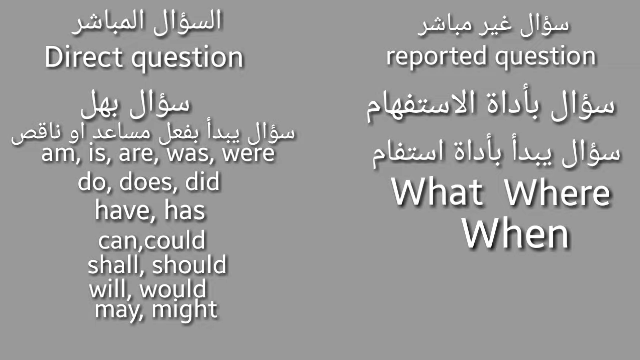 السؤال المباشر
Direct question
سؤال بهل
سؤال يبدأ بفعل مساعد او ناقص
am, is, are, was, were
do, does, did
have, has
can,could
shall, should
will, would
may, might
سؤال غير مباشر
reported question
سؤال بأداة الاستفهام
سؤال يبدأ بأداة استفام
What Where
When